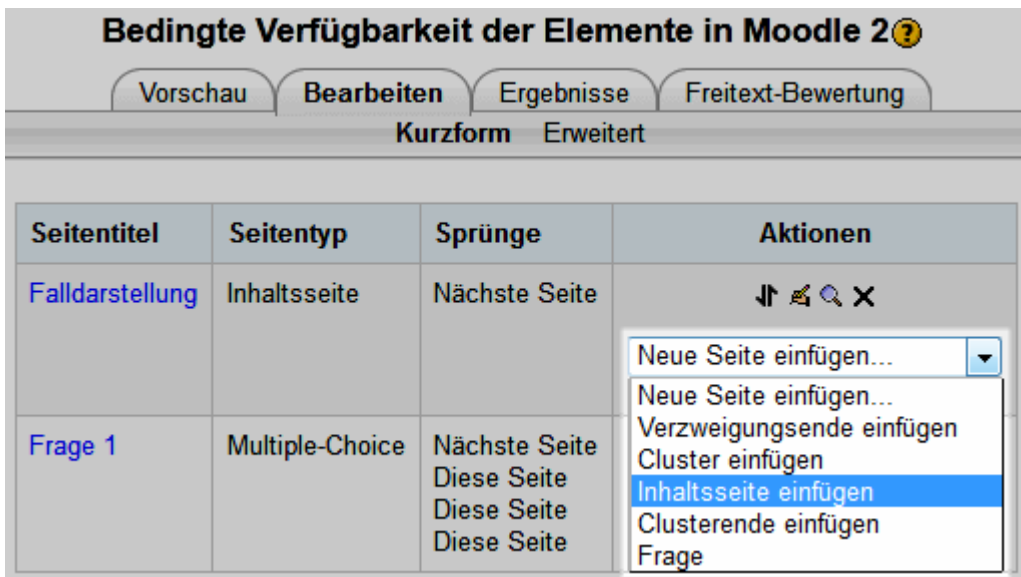 Bedingte Verfügbarkeit der Elemente in Moodle 2
Vorschau Bearbeiten Ergebnisse Freitext-Bewertung
Kurzform Erweitert
Seitentitel Seitentyp Sprünge Aktionen
Falldarstellung Inhaltsseite Nächste Seite
Neue Seite einfügen...
Neue Seite einfügen...
Verzweigungsende einfügen
Cluster einfügen
Inhaltsseite einfügen
Clusterende einfügen
Frage
Frage 1 Multiple-Choice Nächste Seite
Diese Seite
Diese Seite
Diese Seite